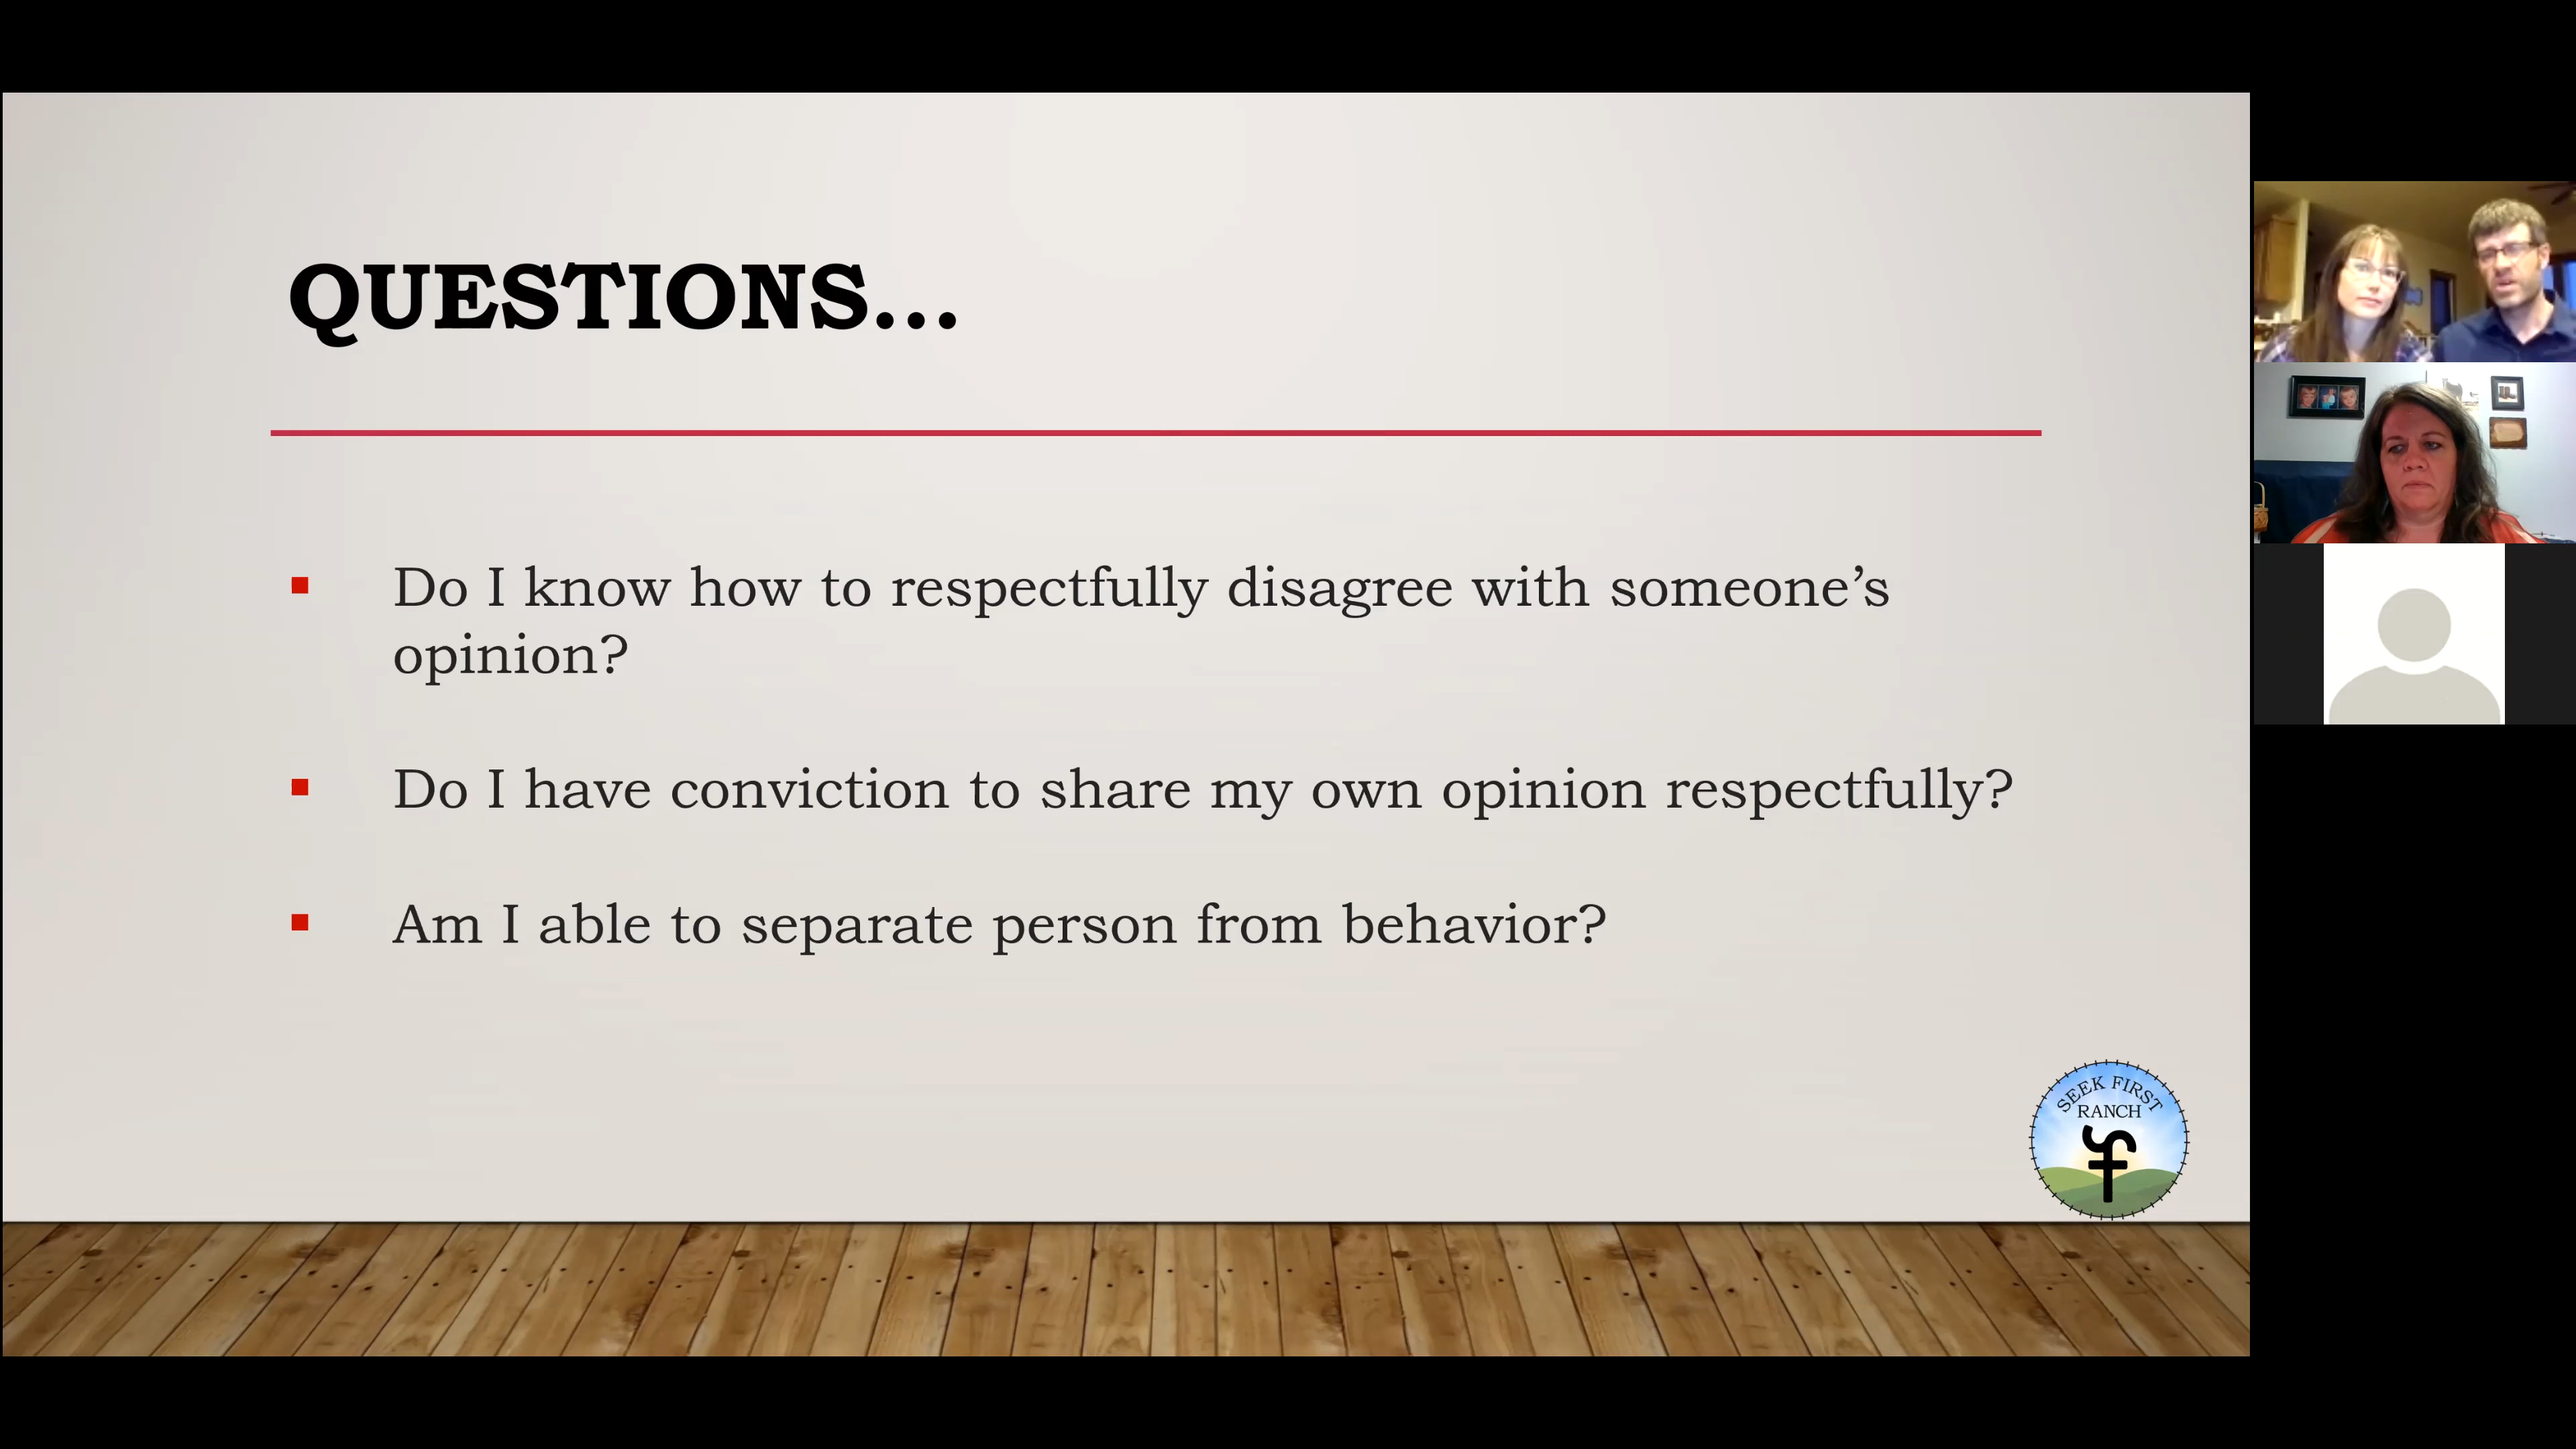 QUESTIONS...
Do I know how to respectfully disagree with someone’s
opinion?
Do I have conviction to share my own opinion respectfully?
Am I able to separate person from behavior?
SEEK FIRST
RANCH